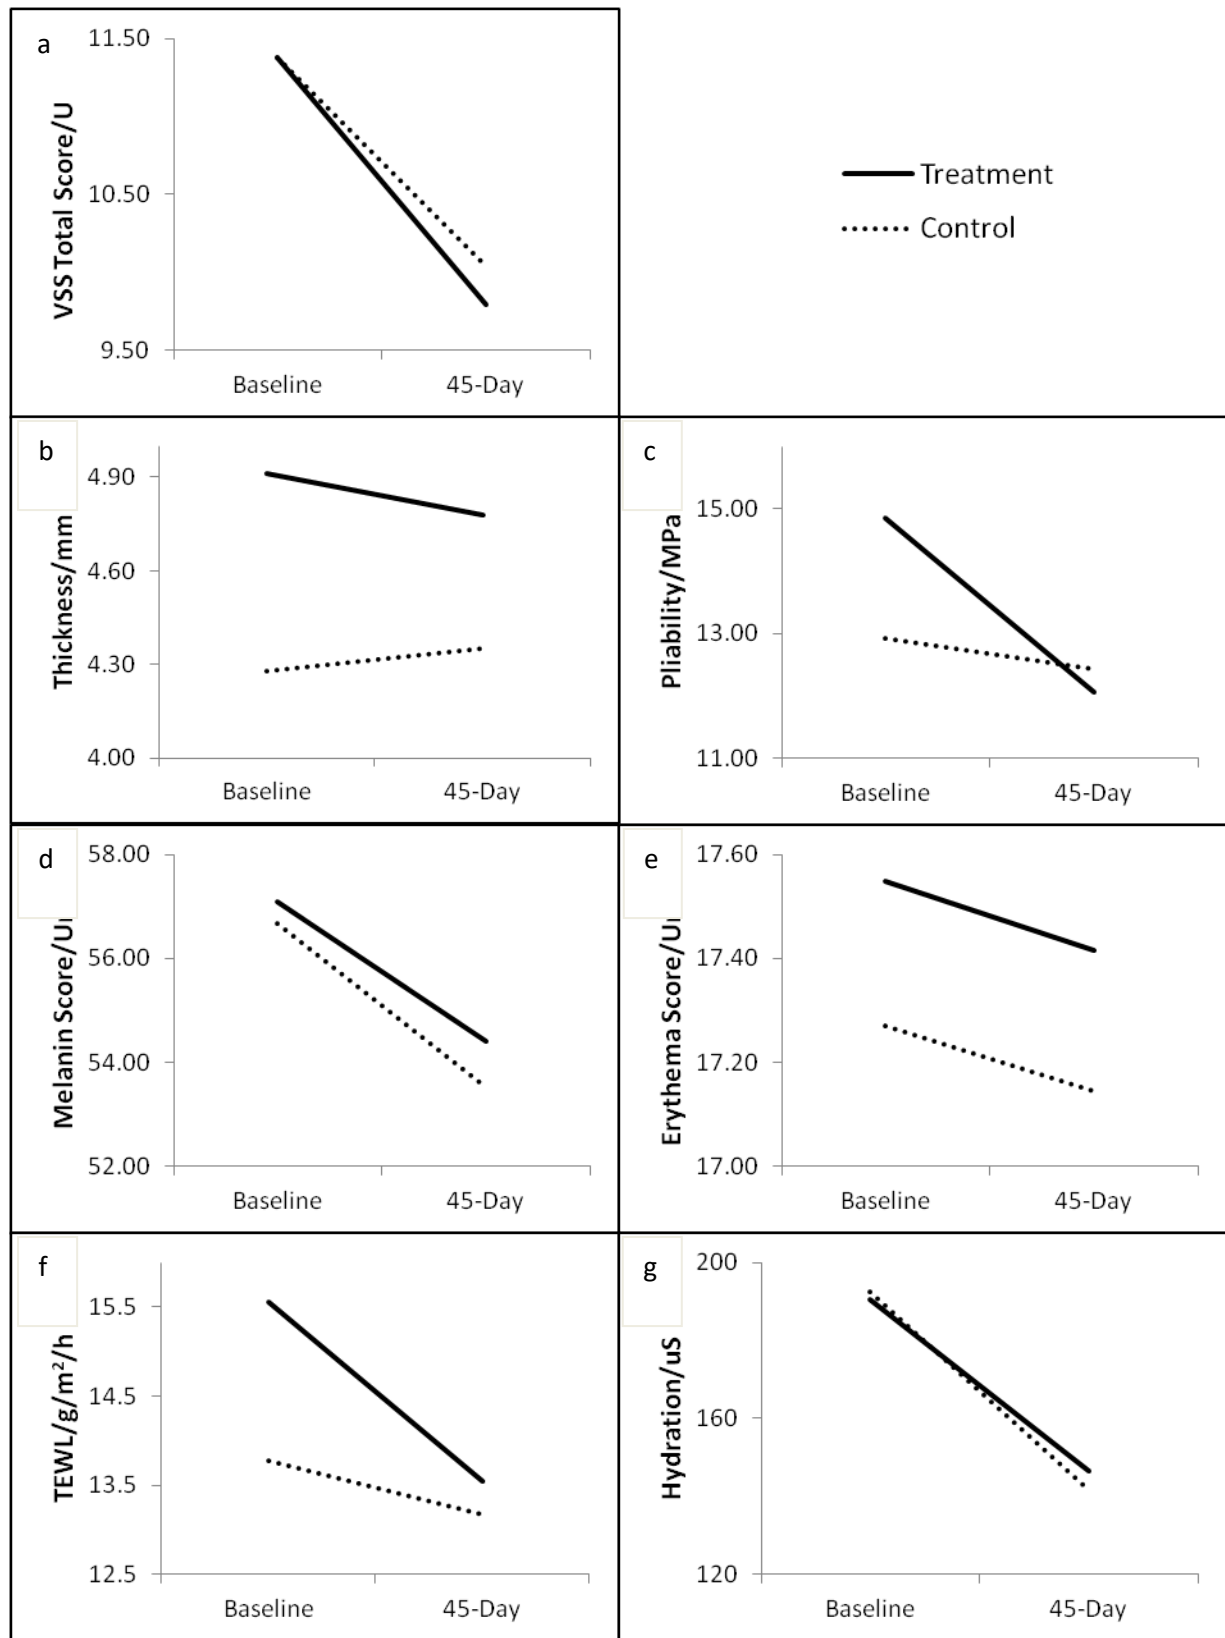 a
VSS Total Score/U
11.50
10.50
9.50
Baseline 45-Day
Treatment
Control
b
Thickness/mm
4.90
4.60
4.30
4.00
Baseline 45-Day
c
Pliability/MPa
15.00
13.00
11.00
Baseline 45-Day
d
Melanin Score/U
58.00
56.00
54.00
52.00
Baseline 45-Day
e
Erythema Score/U
17.60
17.40
17.20
17.00
Baseline 45-Day
f
TEWL/g/m²/h
15.5
14.5
13.5
12.5
Baseline 45-Day
g
Hydration/uS
200
160
120
Baseline 45-Day